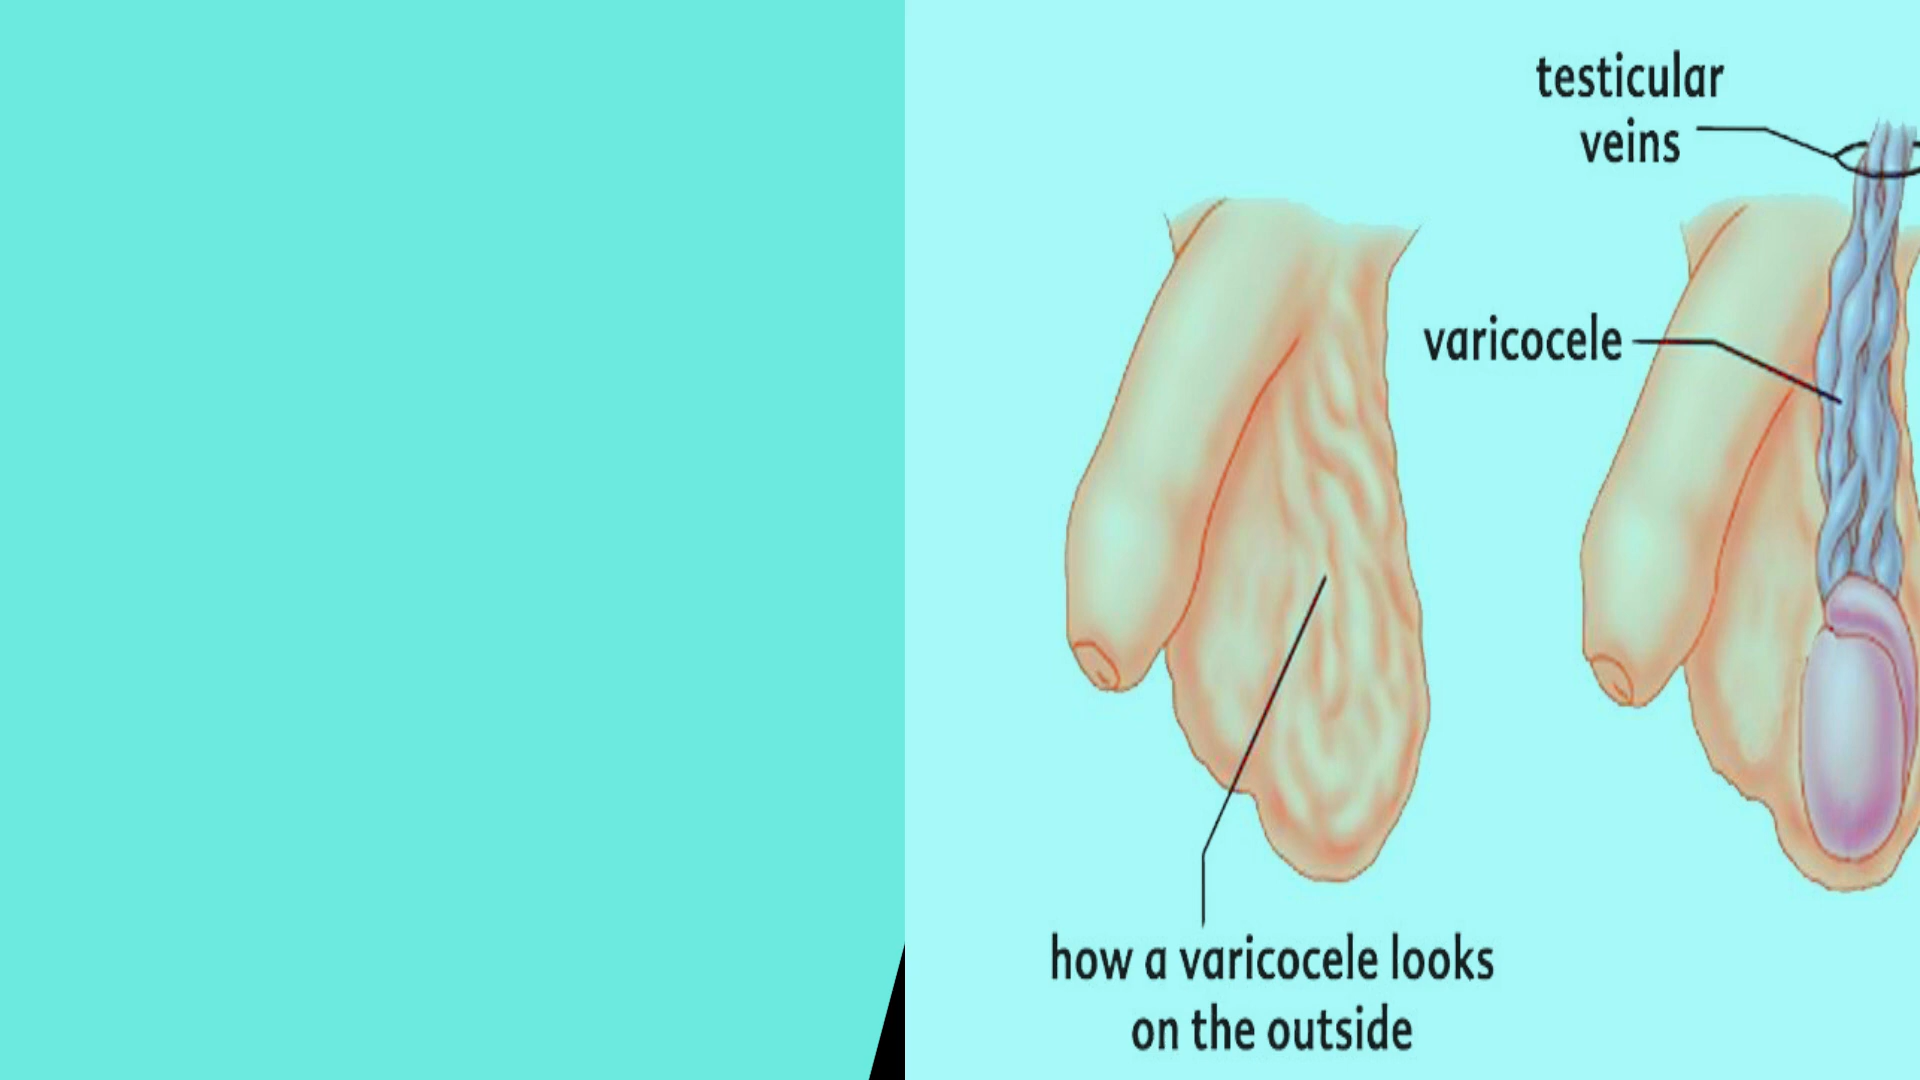 testicular
veins
varicocele
how a varicocele looks
on the outside